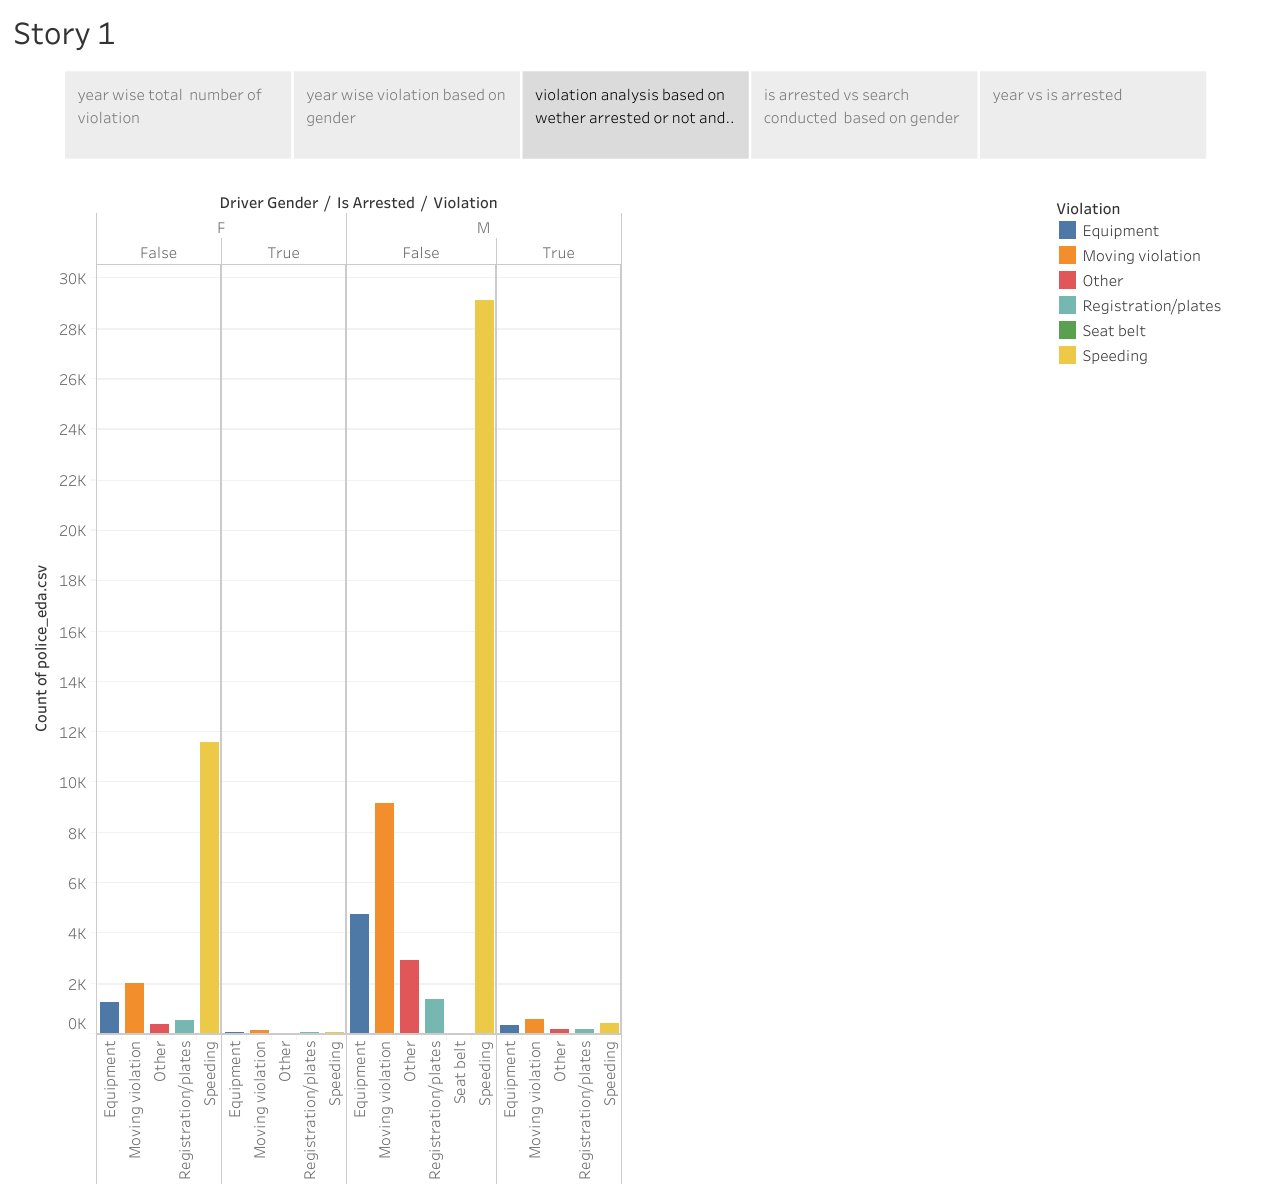 Story 1
year wise total number of
violation
year wise violation based on
gender
violation analysis based on
wether arrested or not and..
is arrested vs search
conducted based on gender
year vs is arrested
Driver Gender / Is Arrested / Violation
F
M
False
True
False
True
30K
28K
26K
24K
22K
20K
18K
16K
14K
12K
10K
8K
6K
4K
2K
0K
Count of police_eda.csv
Equipment
Moving violation
Other
Registration/plates
Speeding
Equipment
Moving violation
Other
Registration/plates
Speeding
Equipment
Moving violation
Other
Registration/plates
Seat belt
Speeding
Equipment
Moving violation
Other
Registration/plates
Speeding
Violation
Equipment
Moving violation
Other
Registration/plates
Seat belt
Speeding